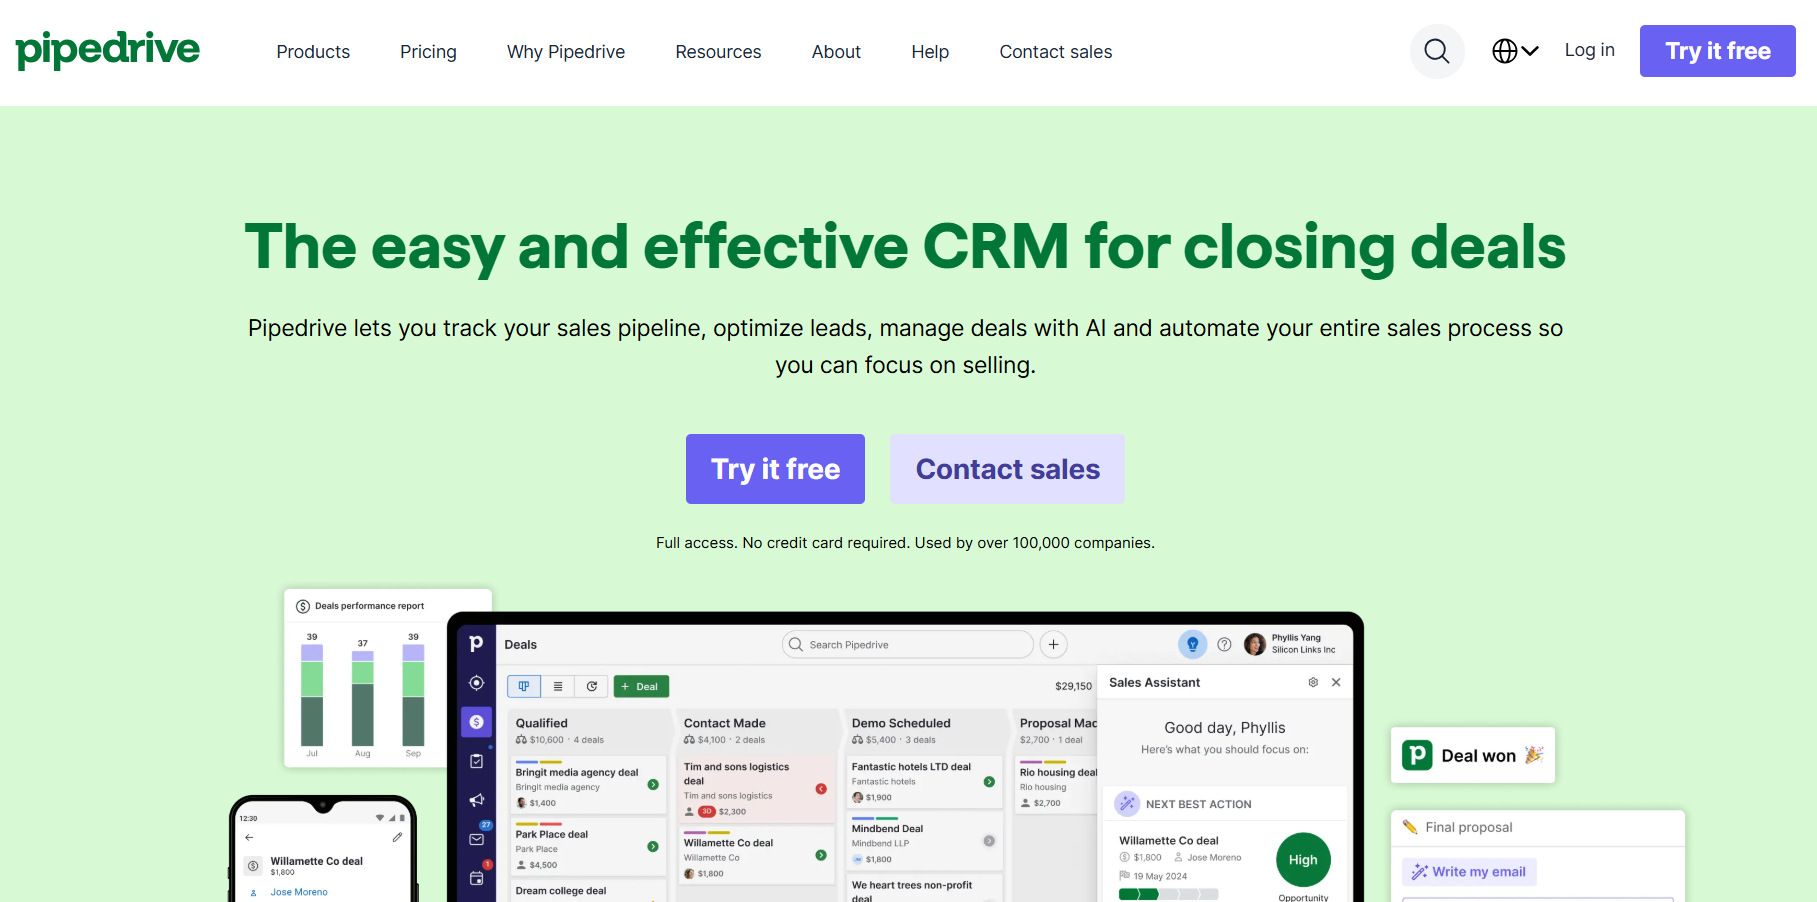 pipedrive
Products
Pricing
Why Pipedrive
Resources
About
Help
Contact sales
Log in
Try it free
The easy and effective CRM for closing deals
Pipedrive lets you track your sales pipeline, optimize leads, manage deals with AI and automate your entire sales process so
you can focus on selling.
Try it free
Contact sales
Full access. No credit card required. Used by over 100,000 companies.
Deals performance report
39
37
39
Jul
Aug
Sep
12:30
Willamette Co deal
$1,800
Jose Moreno
p
27
1
Deals
Search Pipedrive
Phyllis Yang
Silicon Links Inc
+ Deal
$29,150
Qualified
$10,600 · 4 deals
Bringit media agency deal
Bringit media agency
$1,400
Park Place deal
Park Place
$4,500
Dream college deal
Contact Made
$4,100 · 2 deals
Tim and sons logistics
deal
Tim and sons logistics
3D
$2,300
Willamette Co deal
Willamette Co
$1,800
Demo Scheduled
$5,400 · 3 deals
Fantastic hotels LTD deal
Fantastic hotels
$1,900
Mindbend Deal
Mindbend LLP
$1,800
We heart trees non-profit
deal
Proposal Mad
$2,700 · 1 deal
Rio housing deal
Rio housing
$2,700
Sales Assistant
Good day, Phyllis
Here's what you should focus on:
NEXT BEST ACTION
Willamette Co deal
$1,800
Jose Moreno
19 May 2024
High
Opportunity
p
Deal won
Final proposal
Write my email